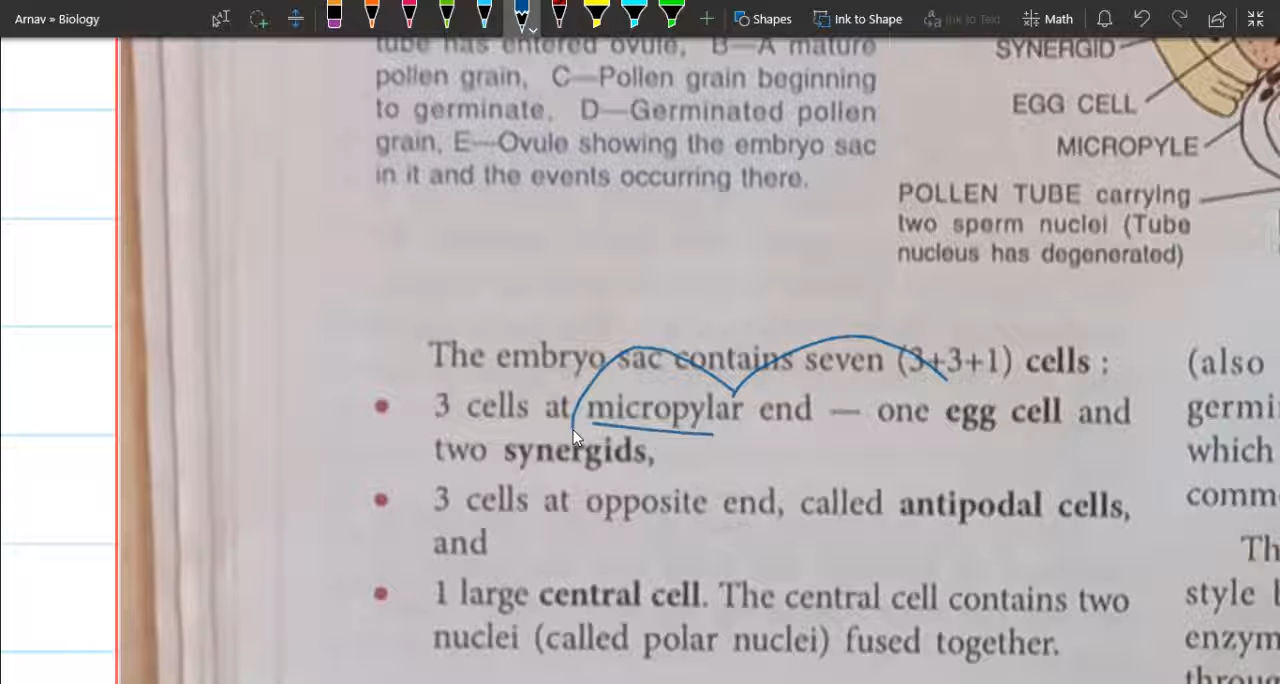 Arnav » Biology
Shapes
Ink to Shape
Ink to Text
Math
tube has entered ovule, B—A mature
pollen grain, C—Pollen grain beginning
to germinate, D—Germinated pollen
grain, E—Ovule showing the embryo sac
in it and the events occurring there.
SYNERGID
EGG CELL
MICROPYLE
POLLEN TUBE carrying
two sperm nuclei (Tube
nucleus has degenerated)
The embryo sac contains seven (3+3+1) cells :
• 3 cells at micropylar end — one egg cell and
two synergids,
• 3 cells at opposite end, called antipodal cells,
and
• 1 large central cell. The central cell contains two
nuclei (called polar nuclei) fused together.
(also
germi
which
comm
Th
style
enzym
throug